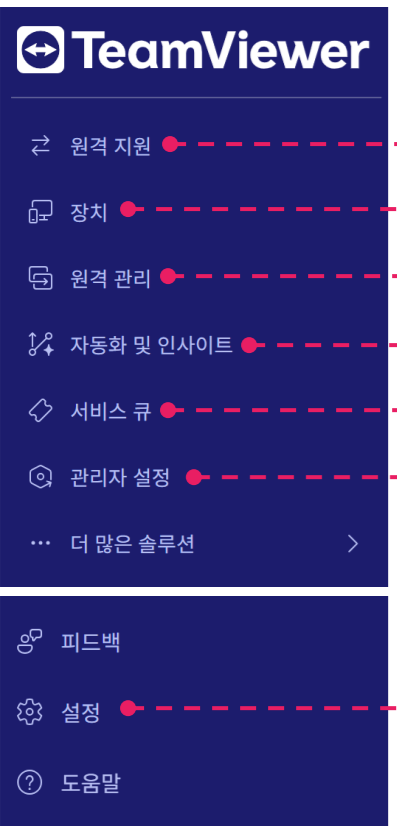 TeamViewer
원격 지원
장치
원격 관리
자동화 및 인사이트
서비스 큐
관리자 설정
더 많은 솔루션
피드백
설정
도움말